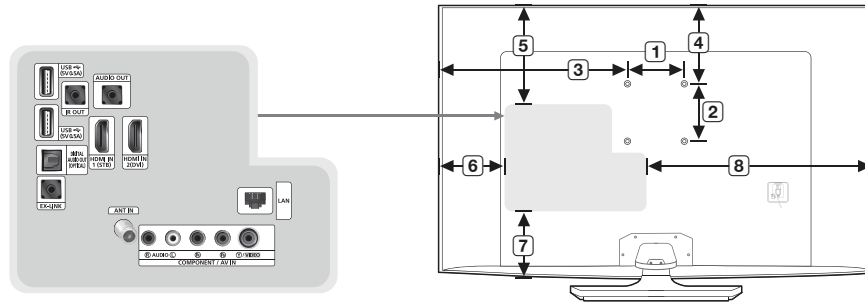 USB
(5V 0.5A)
AUDIO OUT
IR OUT
USB
(5V 0.5A)
DIGITAL
AUDIO OUT
(OPTICAL)
HDMI IN
1 (STB)
HDMI IN
2(DVI)
EX-LINK
ANT IN
LAN
R AUDIO L
Y / VIDEO
COMPONENT / AV IN
5
4
1
3
2
6
8
7